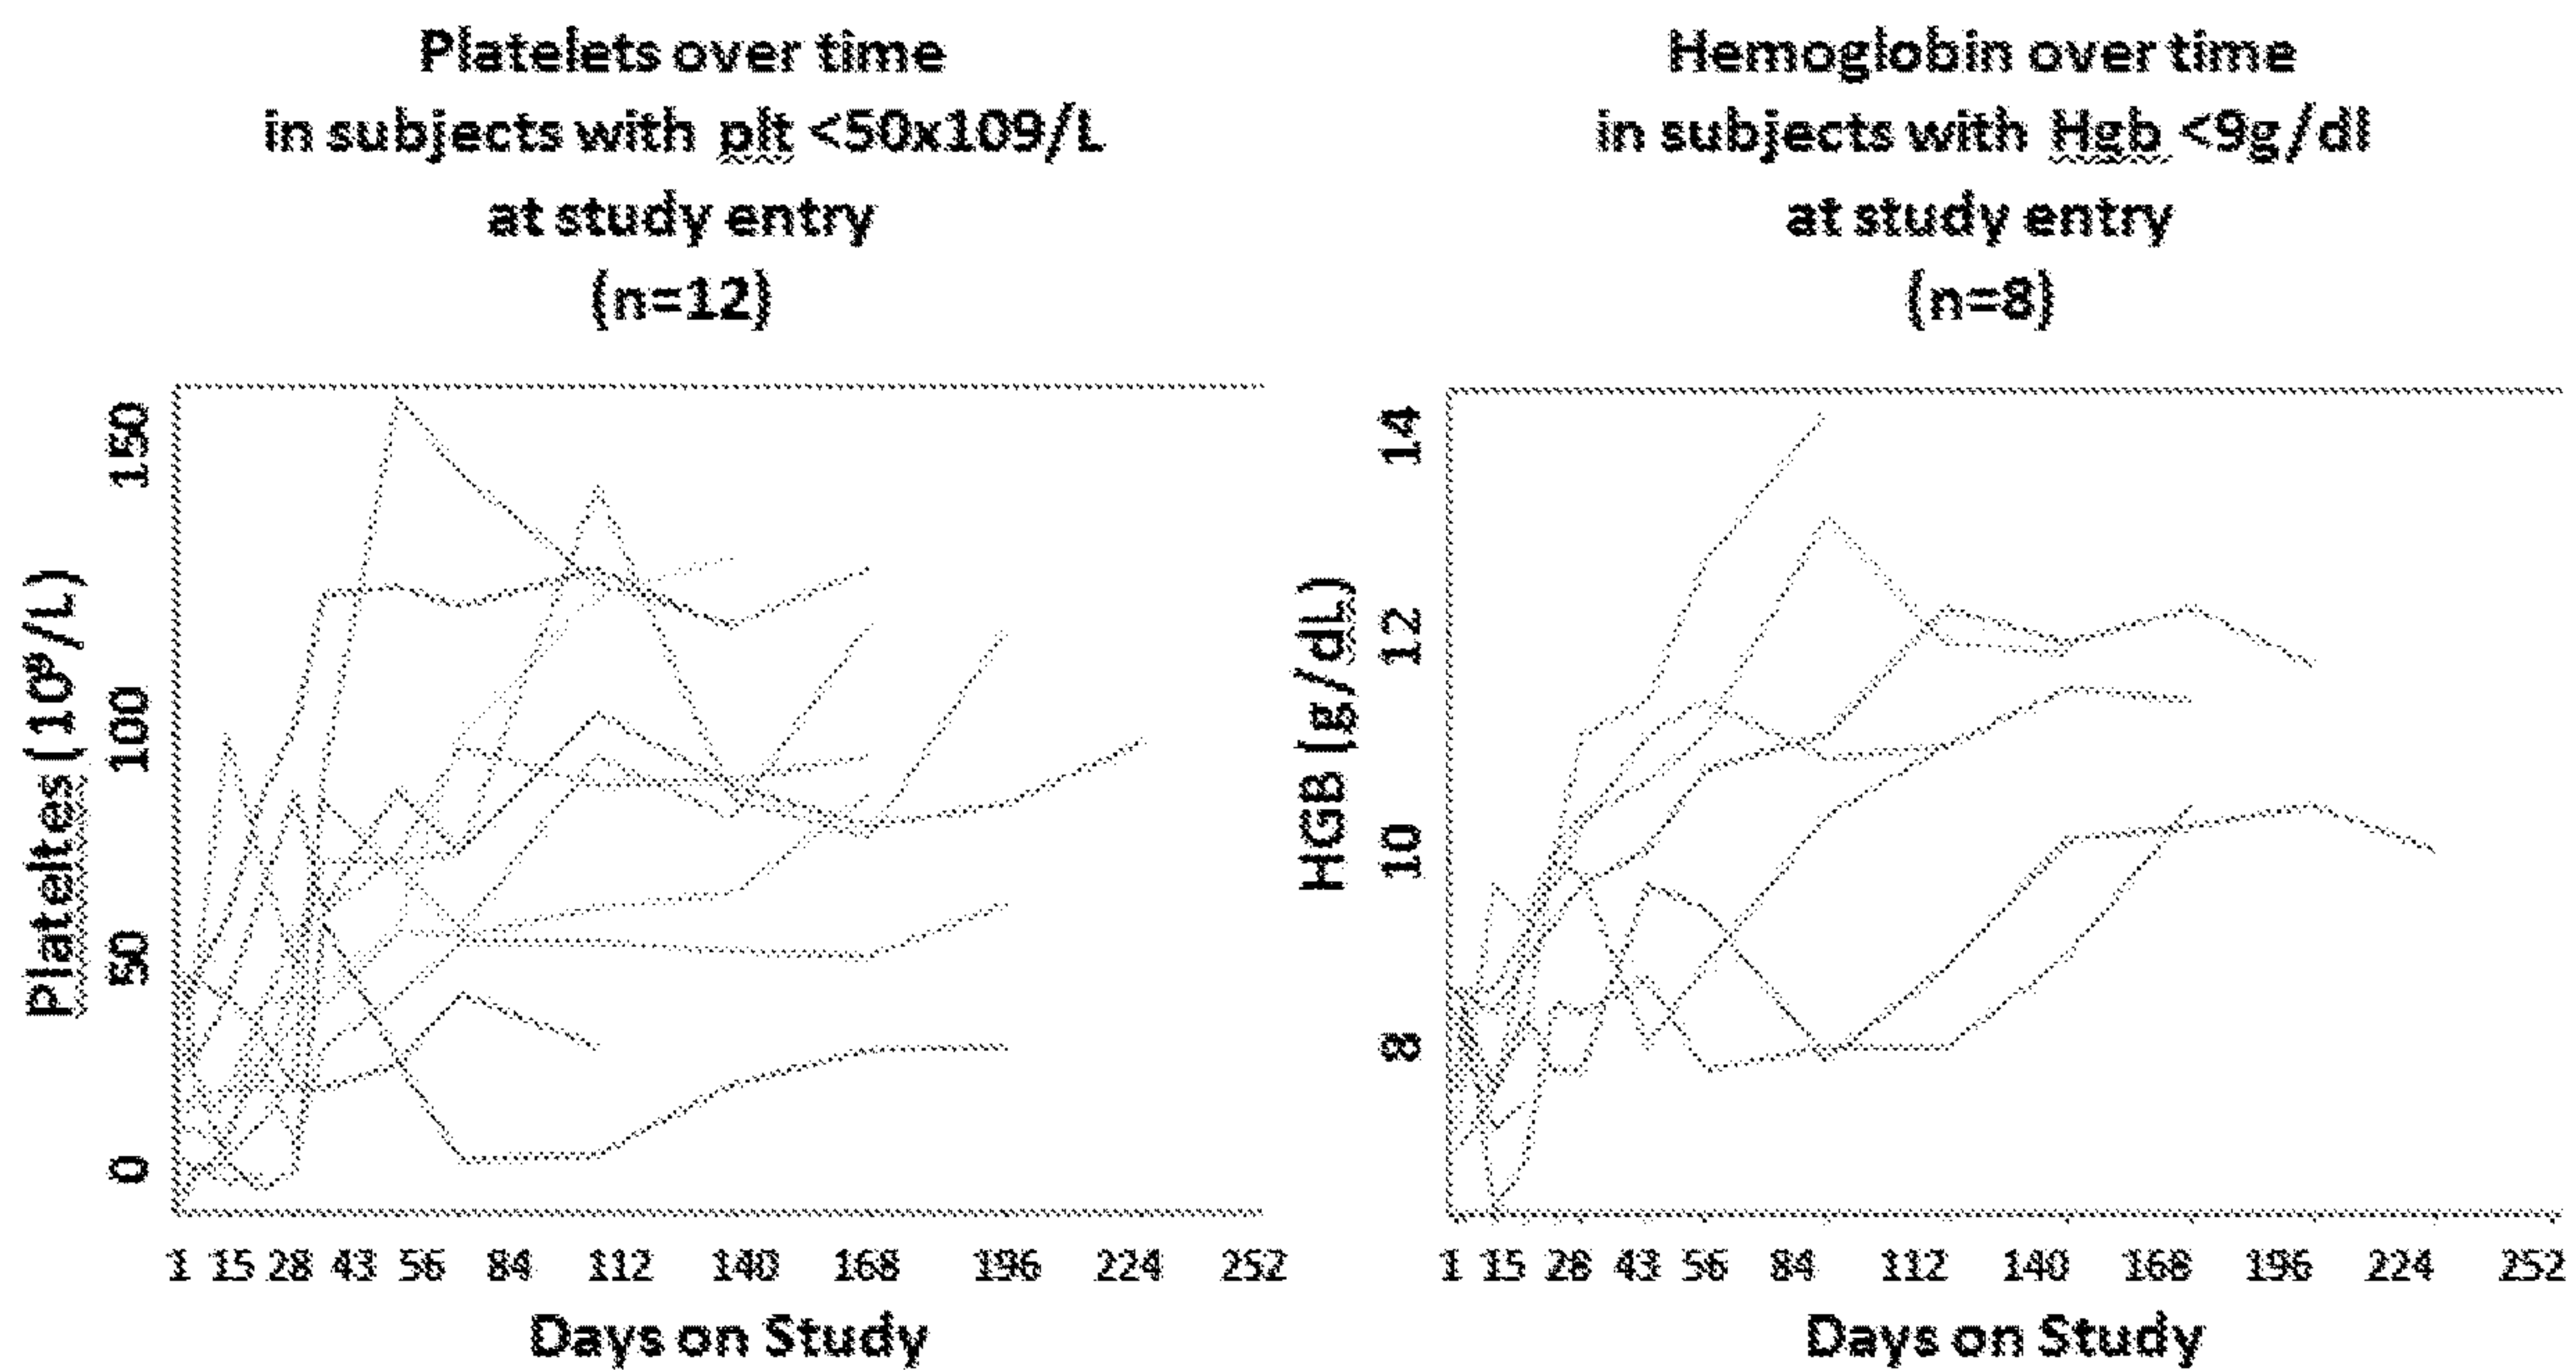 Platelets over time
in subjects with plt <50x109/L
at study entry
(n=12)
150
100
50
0
Plateltes (10⁹/L)
1 15 28 43 56 84 112 140 168 196 224 252
Days on Study
Hemoglobin over time
in subjects with Hgb <9g/dl
at study entry
(n=8)
14
12
10
8
HGB (g/dL)
1 15 28 43 56 84 112 140 168 196 224 252
Days on Study